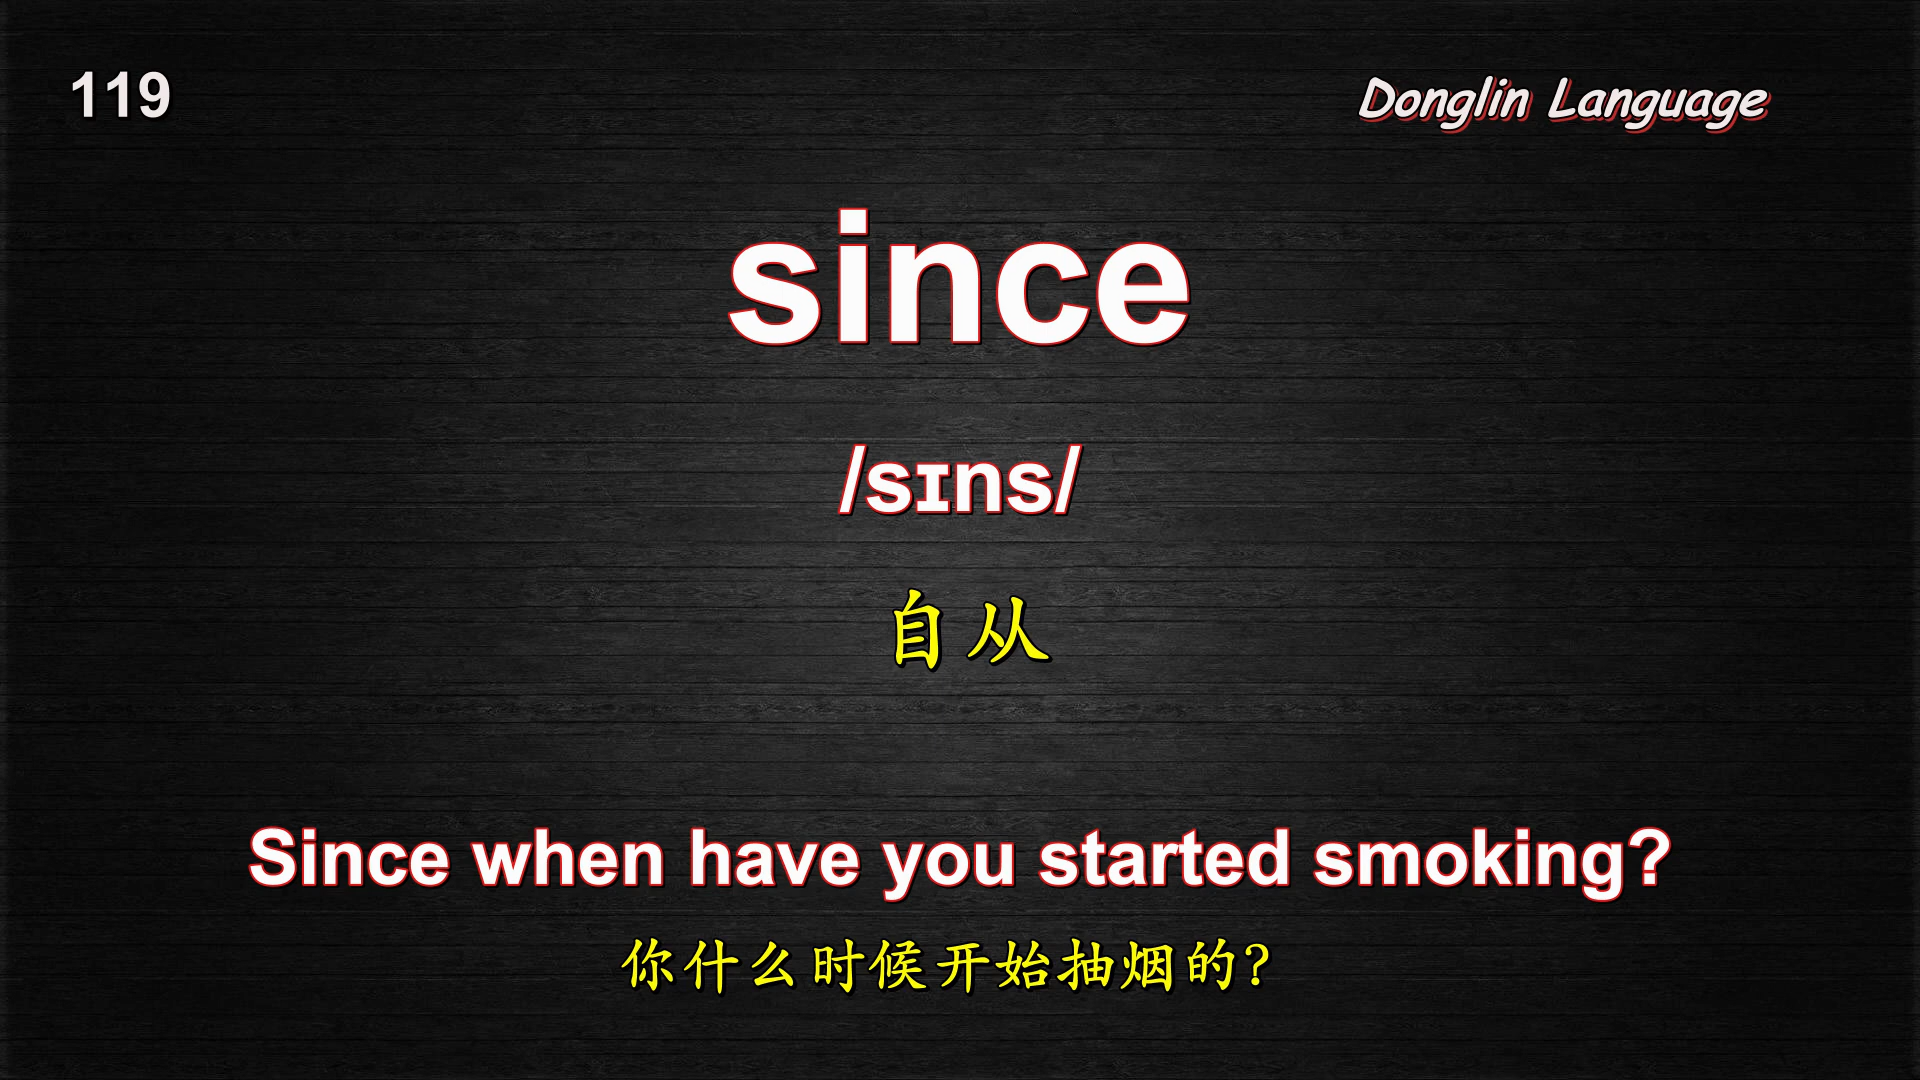 119
Donglin Language
since
/sɪns/
自从
Since when have you started smoking?
你什么时候开始抽烟的?